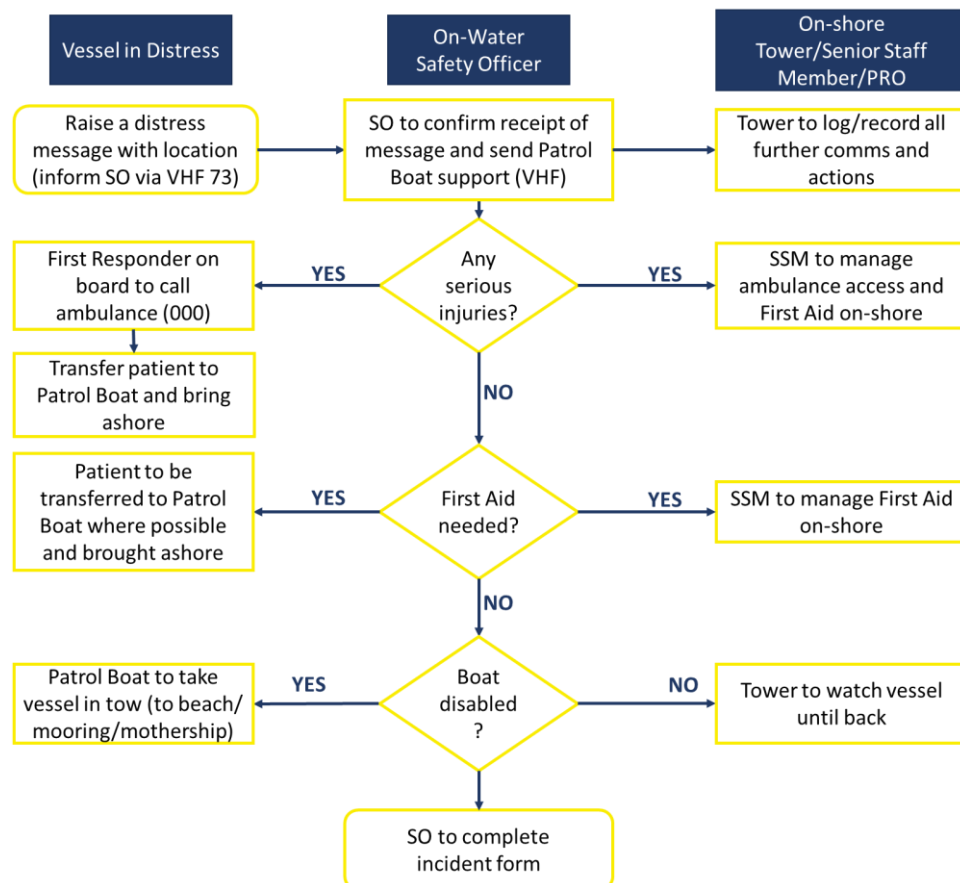 Vessel in Distress
On-Water
Safety Officer
On-shore
Tower/Senior Staff
Member/PRO
Raise a distress
message with location
(inform SO via VHF 73)
SO to confirm receipt of
message and send Patrol
Boat support (VHF)
Tower to log/record all
further comms and
actions
First Responder on
board to call
ambulance (000)
YES
Any
serious
injuries?
YES
SSM to manage
ambulance access and
First Aid on-shore
Transfer patient to
Patrol Boat and bring
ashore
NO
Patient to be
transferred to Patrol
Boat where possible
and brought ashore
YES
First Aid
needed?
YES
SSM to manage First Aid
on-shore
NO
Patrol Boat to take
vessel in tow (to beach/
mooring/mothership)
YES
Boat
disabled
?
NO
Tower to watch vessel
until back
SO to complete
incident form